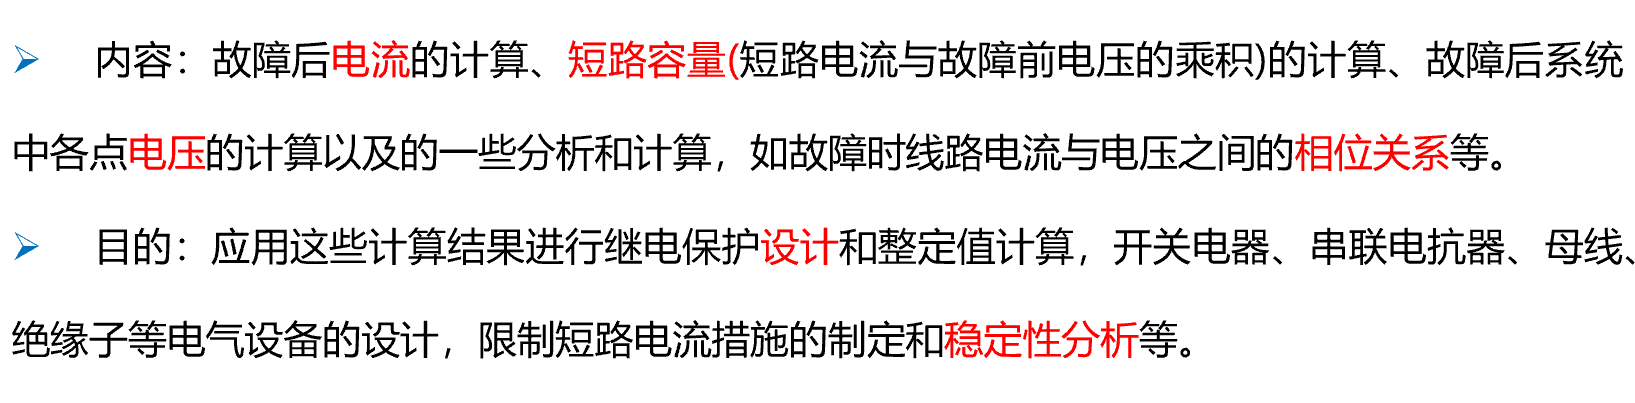 ➢ 内容：故障后电流的计算、短路容量(短路电流与故障前电压的乘积)的计算、故障后系统
中各点电压的计算以及的一些分析和计算，如故障时线路电流与电压之间的相位关系等。
➢ 目的：应用这些计算结果进行继电保护设计和整定值计算，开关电器、串联电抗器、母线、
绝缘子等电气设备的设计，限制短路电流措施的制定和稳定性分析等。